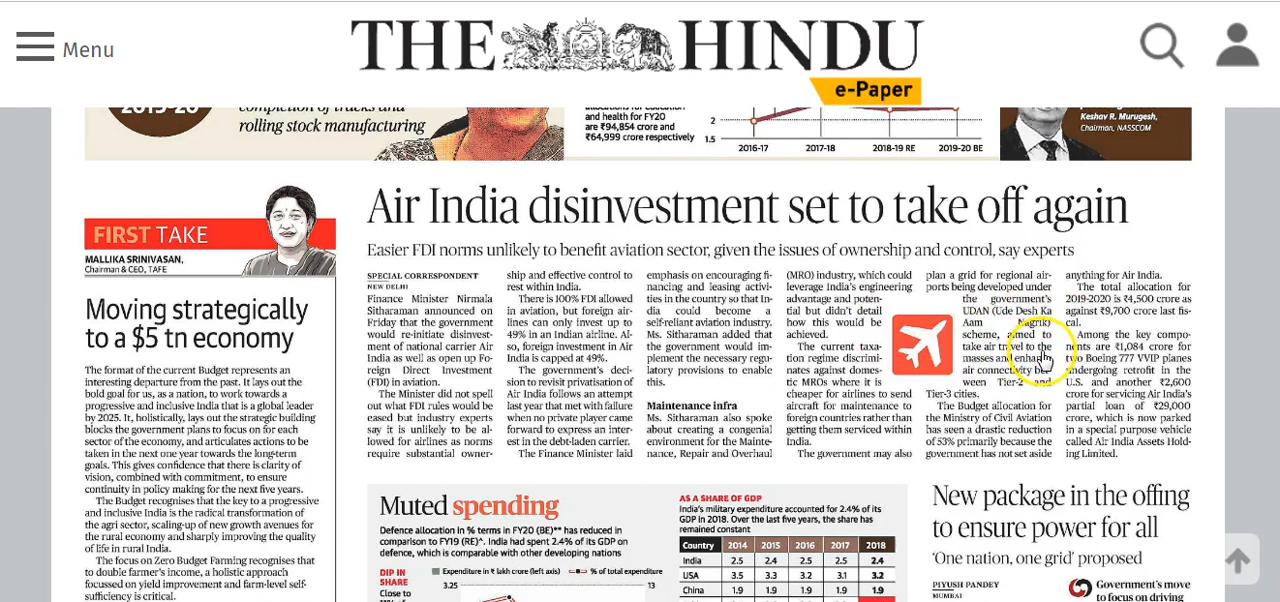 Menu
THE HINDU
e-Paper
2019-20
completion of trucks and
rolling stock manufacturing
and health for FY20
are ₹94,854 crore and
₹64,999 crore respectively
2
1.5
2016-17
2017-18
2018-19 RE
2019-20 BE
Keshav R. Murugesh,
Chairman, NASSCOM
FIRST TAKE
MALLIKA SRINIVASAN,
Chairman & CEO, TAFE
Moving strategically
to a $5 tn economy
The format of the current Budget represents an
interesting departure from the past. It lays out the
bold goal for us, as a nation, to work towards a
progressive and inclusive India that is a global leader
by 2025. It, holistically, lays out the strategic building
blocks the government plans to focus on for each
sector of the economy, and articulates actions to be
taken in the next one year towards the long-term
goals. This gives confidence that there is clarity of
vision, combined with commitment, to ensure
continuity in policy making for the next five years.
The Budget recognises that the key to a progressive
and inclusive India is the radical transformation of
the agri sector, scaling-up of new growth avenues for
the rural economy and sharply improving the quality
of life in rural India.
The focus on Zero Budget Farming recognises that
to double farmer's income, a holistic approach
focussed on yield improvement and farm-level self-
sufficiency is critical.
Air India disinvestment set to take off again
Easier FDI norms unlikely to benefit aviation sector, given the issues of ownership and control, say experts
SPECIAL CORRESPONDENT
NEW DELHI
Finance Minister Nirmala
Sitharaman announced on
Friday that the government
would re-initiate disinvest-
ment of national carrier Air
India as well as open up Fo-
reign Direct Investment
(FDI) in aviation.
The Minister did not spell
out what FDI rules would be
eased but industry experts
say it is unlikely to be al-
lowed for airlines as norms
require substantial owner-
ship and effective control to
rest within India.
There is 100% FDI allowed
in aviation, but foreign air-
lines can only invest up to
49% in an Indian airline. Al-
so, foreign investment in Air
India is capped at 49%.
The government's deci-
sion to revisit privatisation of
Air India follows an attempt
last year that met with failure
when no private player came
forward to express an inter-
est in the debt-laden carrier.
The Finance Minister laid
emphasis on encouraging fi-
nancing and leasing activi-
ties in the country so that In-
dia could become a
self-reliant aviation industry.
Ms. Sitharaman added that
the government would im-
plement the necessary regu-
latory provisions to enable
this.
Maintenance infra
Ms. Sitharaman also spoke
about creating a congenial
environment for the Mainte-
nance, Repair and Overhaul
(MRO) industry, which could
leverage India's engineering
advantage and poten-
tial but didn't detail
how this would be
achieved.
The current taxa-
tion regime discrimi-
nates against domes-
tic MROs where it is
cheaper for airlines to send
aircraft for maintenance to
foreign countries rather than
getting them serviced within
India.
The government may also
plan a grid for regional air-
ports being developed under
the government's
UDAN (Ude Desh Ka
Aam Nagrik)
scheme, aimed to
take air travel to the
masses and enhance
air connectivity bet-
ween Tier-2 and
Tier-3 cities.
The Budget allocation for
the Ministry of Civil Aviation
has seen a drastic reduction
of 53% primarily because the
government has not set aside
anything for Air India.
The total allocation for
2019-2020 is ₹4,500 crore as
against ₹9,700 crore last fis-
cal.
Among the key compo-
nents are ₹1,084 crore for
two Boeing 777 VVIP planes
undergoing retrofit in the
U.S. and another ₹2,600
crore for servicing Air India's
partial loan of ₹29,000
crore, which is now parked
in a special purpose vehicle
called Air India Assets Hold-
ing Limited.
Muted spending
Defence allocation in % terms in FY20 (BE)** has reduced in
comparison to FY19 (RE)^. India had spent 2.4% of its GDP on
defence, which is comparable with other developing nations
DIP IN
SHARE
Close to
Expenditure in ₹ lakh crore (left axis)
% of total expenditure
3.25
13
AS A SHARE OF GDP
India's military expenditure accounted for 2.4% of its
GDP in 2018. Over the last five years, the share has
remained constant
Country 2014 2015 2016 2017 2018
India 2.5 2.4 2.5 2.5 2.4
USA 3.5 3.3 3.2 3.1 3.2
China 1.9 1.9 1.9 1.9 1.9
New package in the offing
to ensure power for all
'One nation, one grid' proposed
PIYUSH PANDEY
MUMBAI
Government's move
to focus on driving